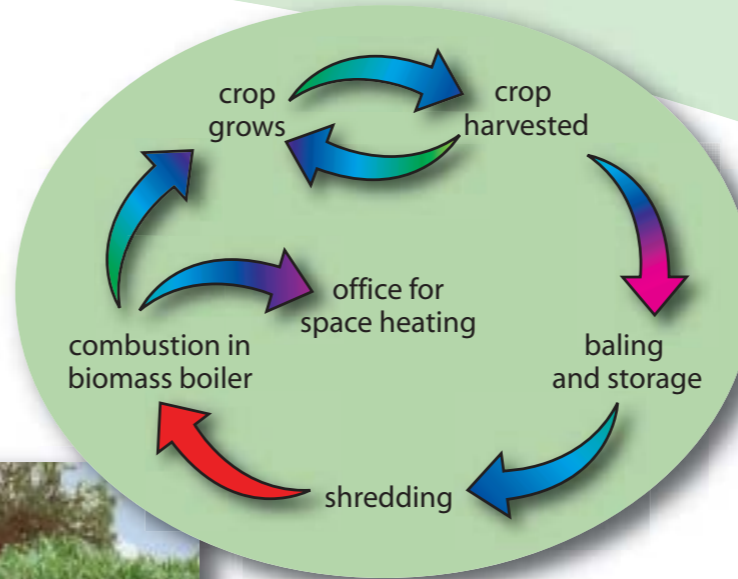 crop
grows
crop
harvested
office for
space heating
combustion in
biomass boiler
baling
and storage
shredding